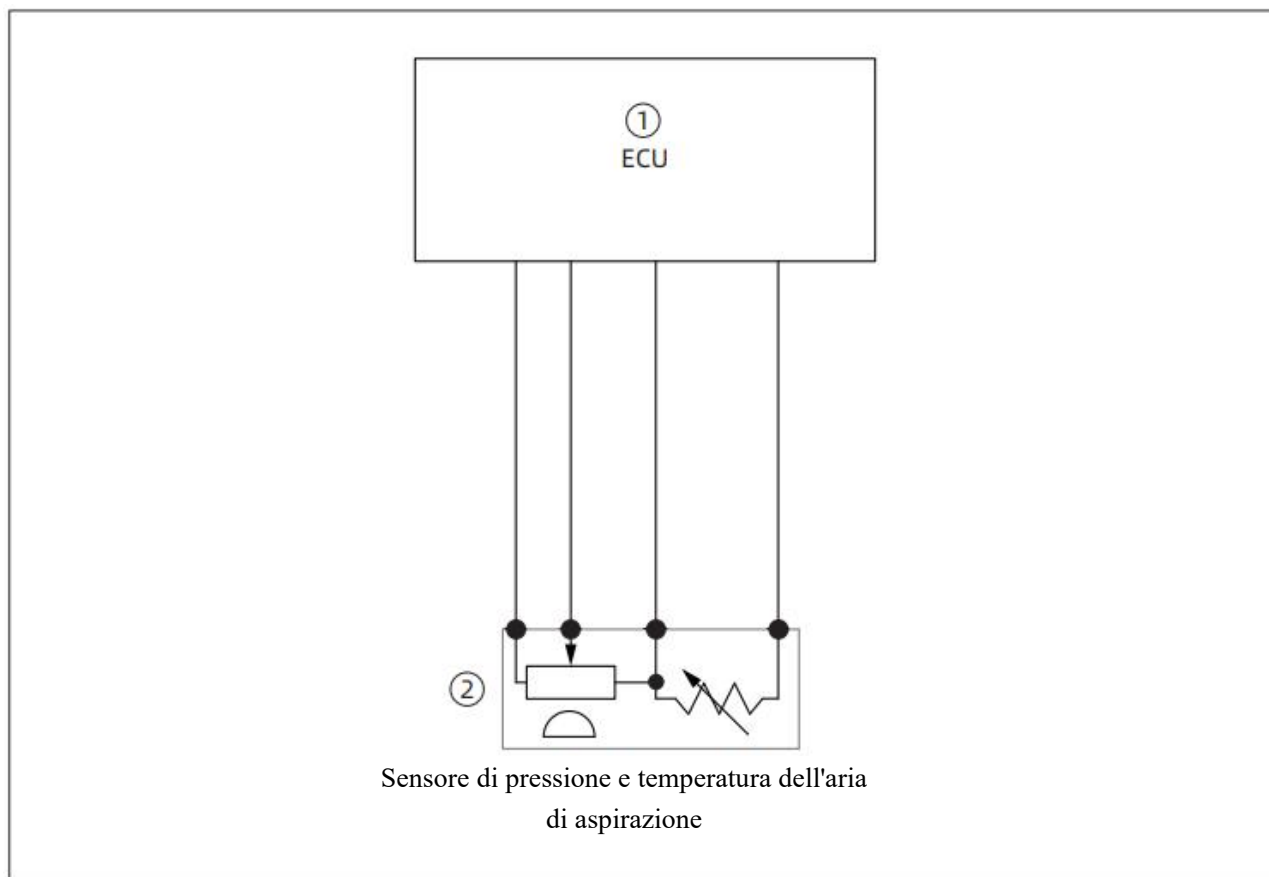 ①
ECU
②
Sensore di pressione e temperatura dell'aria
di aspirazione